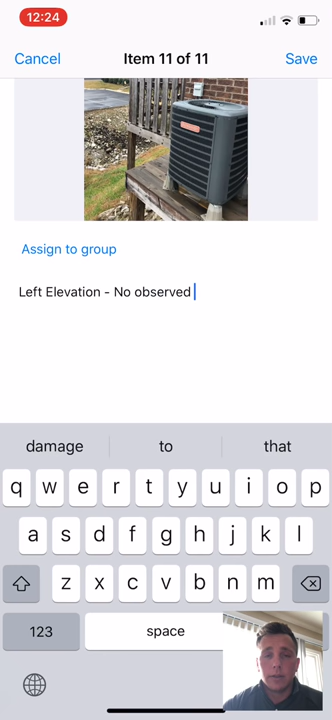 12:24
Cancel Item 11 of 11 Save
Assign to group
Left Elevation - No observed
damage to that
q w e r t y u i o p
a s d f g h j k l
z x c v b n m
123 space